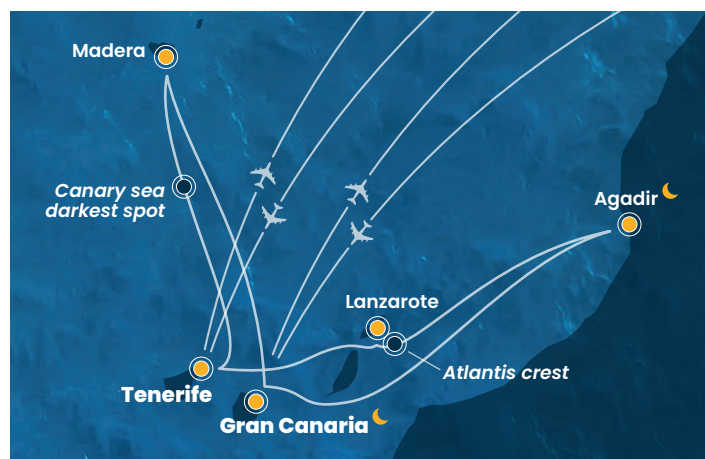 Madera
Canary sea
darkest spot
Agadir
Lanzarote
Atlantis crest
Tenerife
Gran Canaria